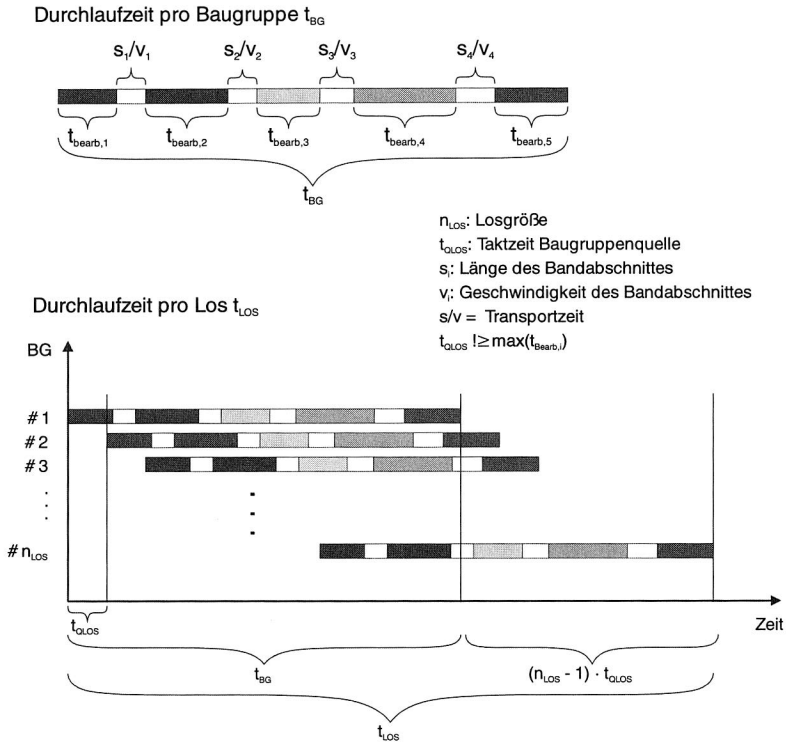 Durchlaufzeit pro Baugruppe t_BG
s₁/v₁ s₂/v₂ s₃/v₃ s₄/v₄
t_bearb,1 t_bearb,2 t_bearb,3 t_bearb,4 t_bearb,5
t_BG
n_LOS: Losgröße
t_QLOS: Taktzeit Baugruppenquelle
s_i: Länge des Bandabschnittes
v_i: Geschwindigkeit des Bandabschnittes
s/v = Transportzeit
t_QLOS !≥max(t_Bearb,i)
Durchlaufzeit pro Los t_LOS
BG
#1
#2
#3
#n_LOS
Zeit
t_QLOS
t_BG (n_LOS - 1) · t_QLOS
t_LOS